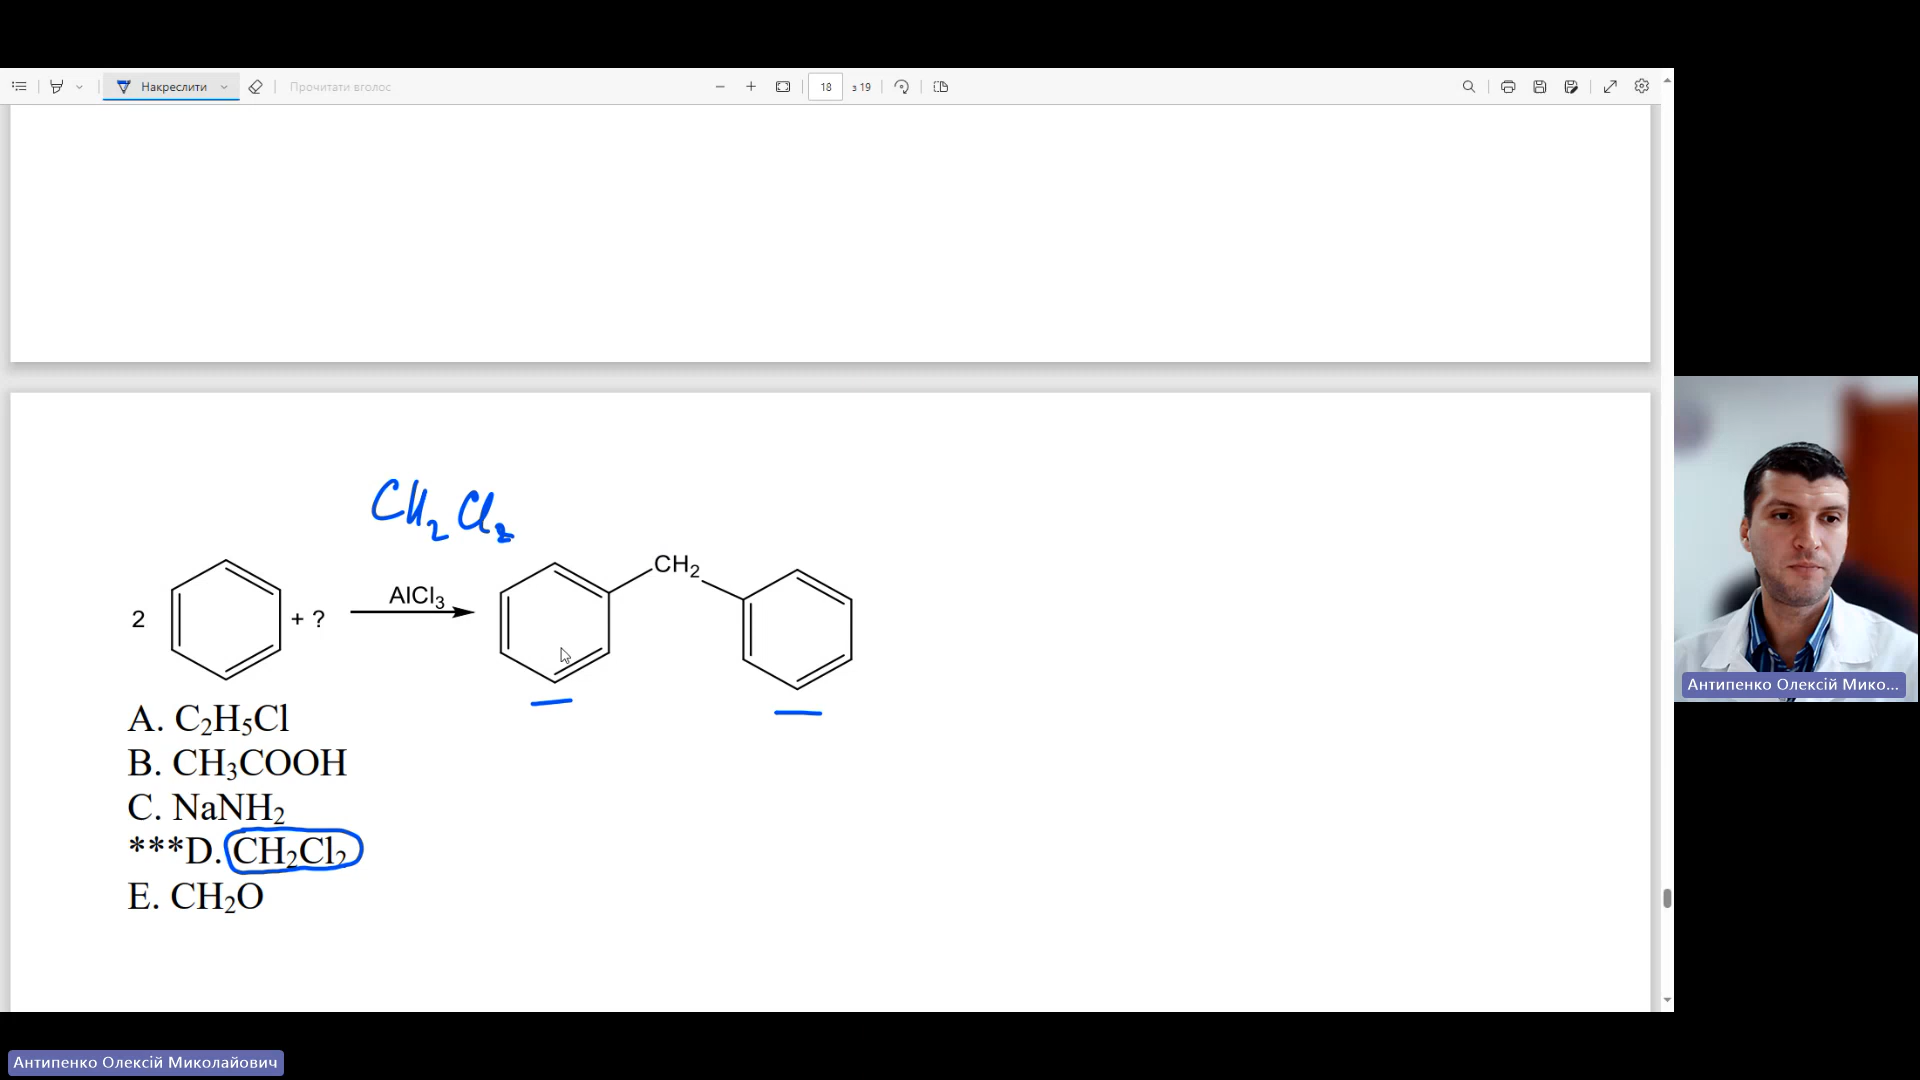 Накреслити
Прочитати вголос
18 з 19
CH₂Cl₂
CH₂
AlCl₃
2 + ?
A. C₂H₅Cl
B. CH₃COOH
C. NaNH₂
***D. CH₂Cl₂
E. CH₂O
Антипенко Олексій Мико...
Антипенко Олексій Миколайович